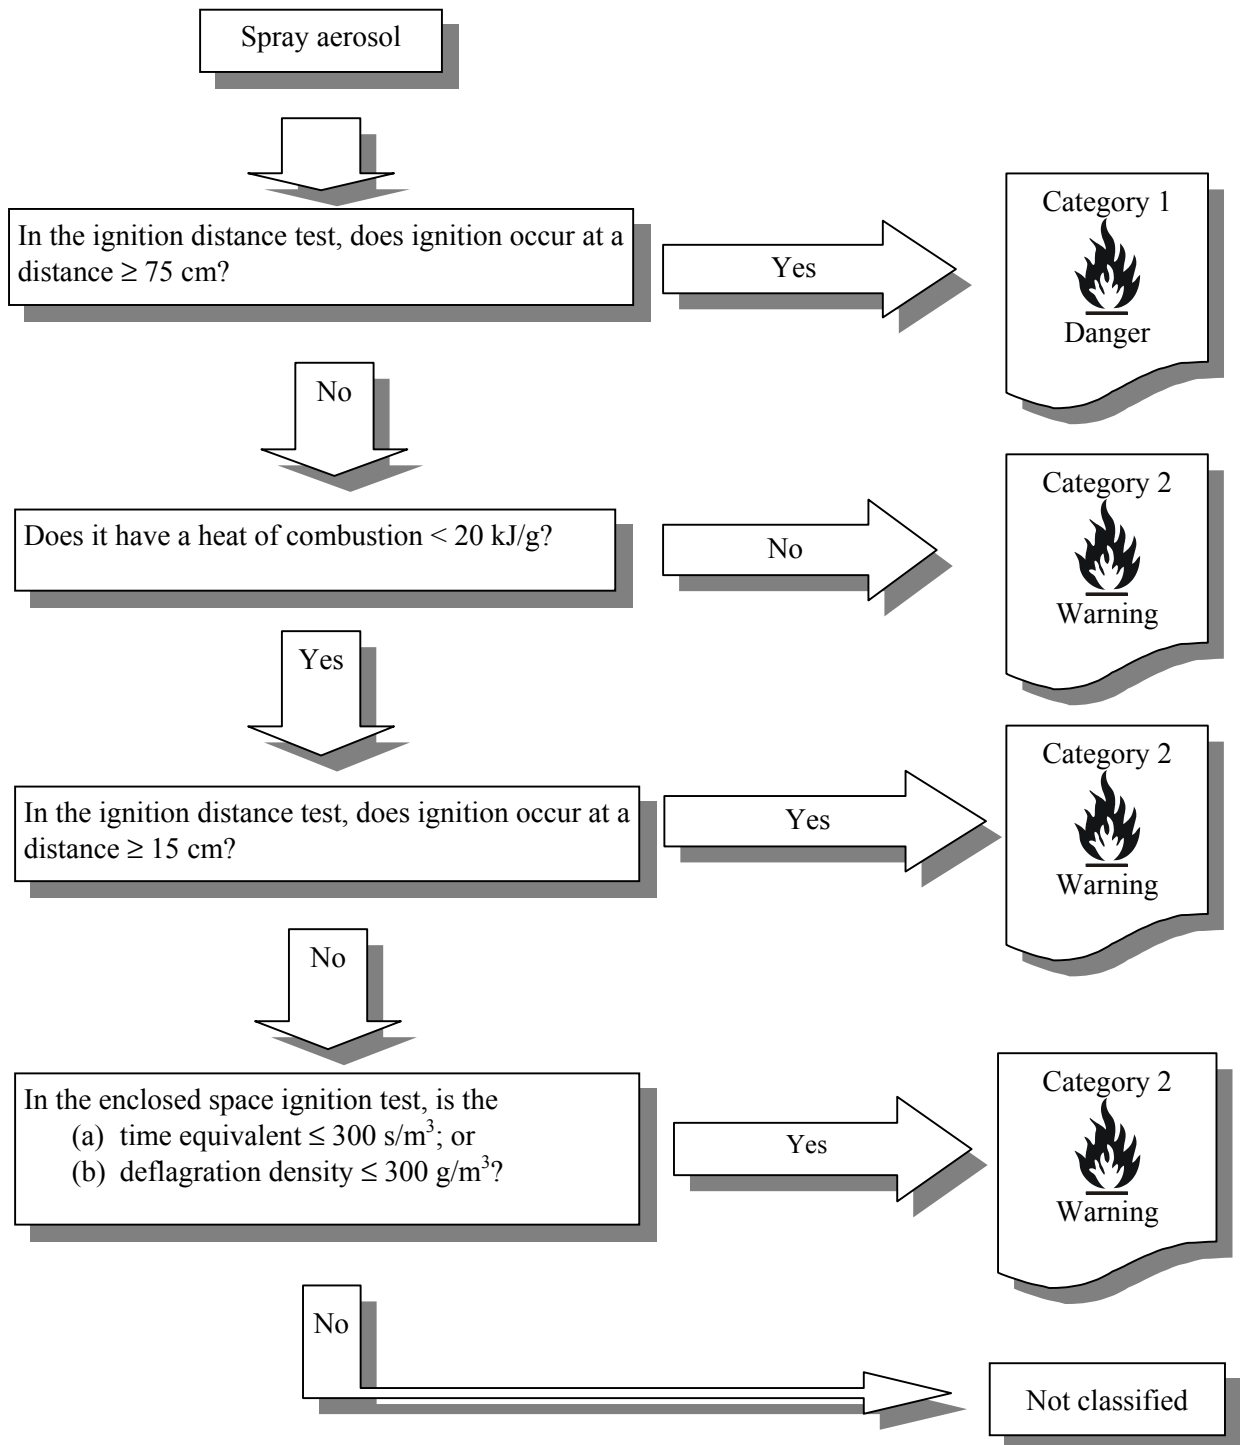 Spray aerosol
In the ignition distance test, does ignition occur at a
distance ≥ 75 cm?
Yes
Category 1
Danger
No
Does it have a heat of combustion < 20 kJ/g?
No
Category 2
Warning
Yes
In the ignition distance test, does ignition occur at a
distance ≥ 15 cm?
Yes
Category 2
Warning
No
In the enclosed space ignition test, is the
(a) time equivalent ≤ 300 s/m³; or
(b) deflagration density ≤ 300 g/m³?
Yes
Category 2
Warning
No
Not classified